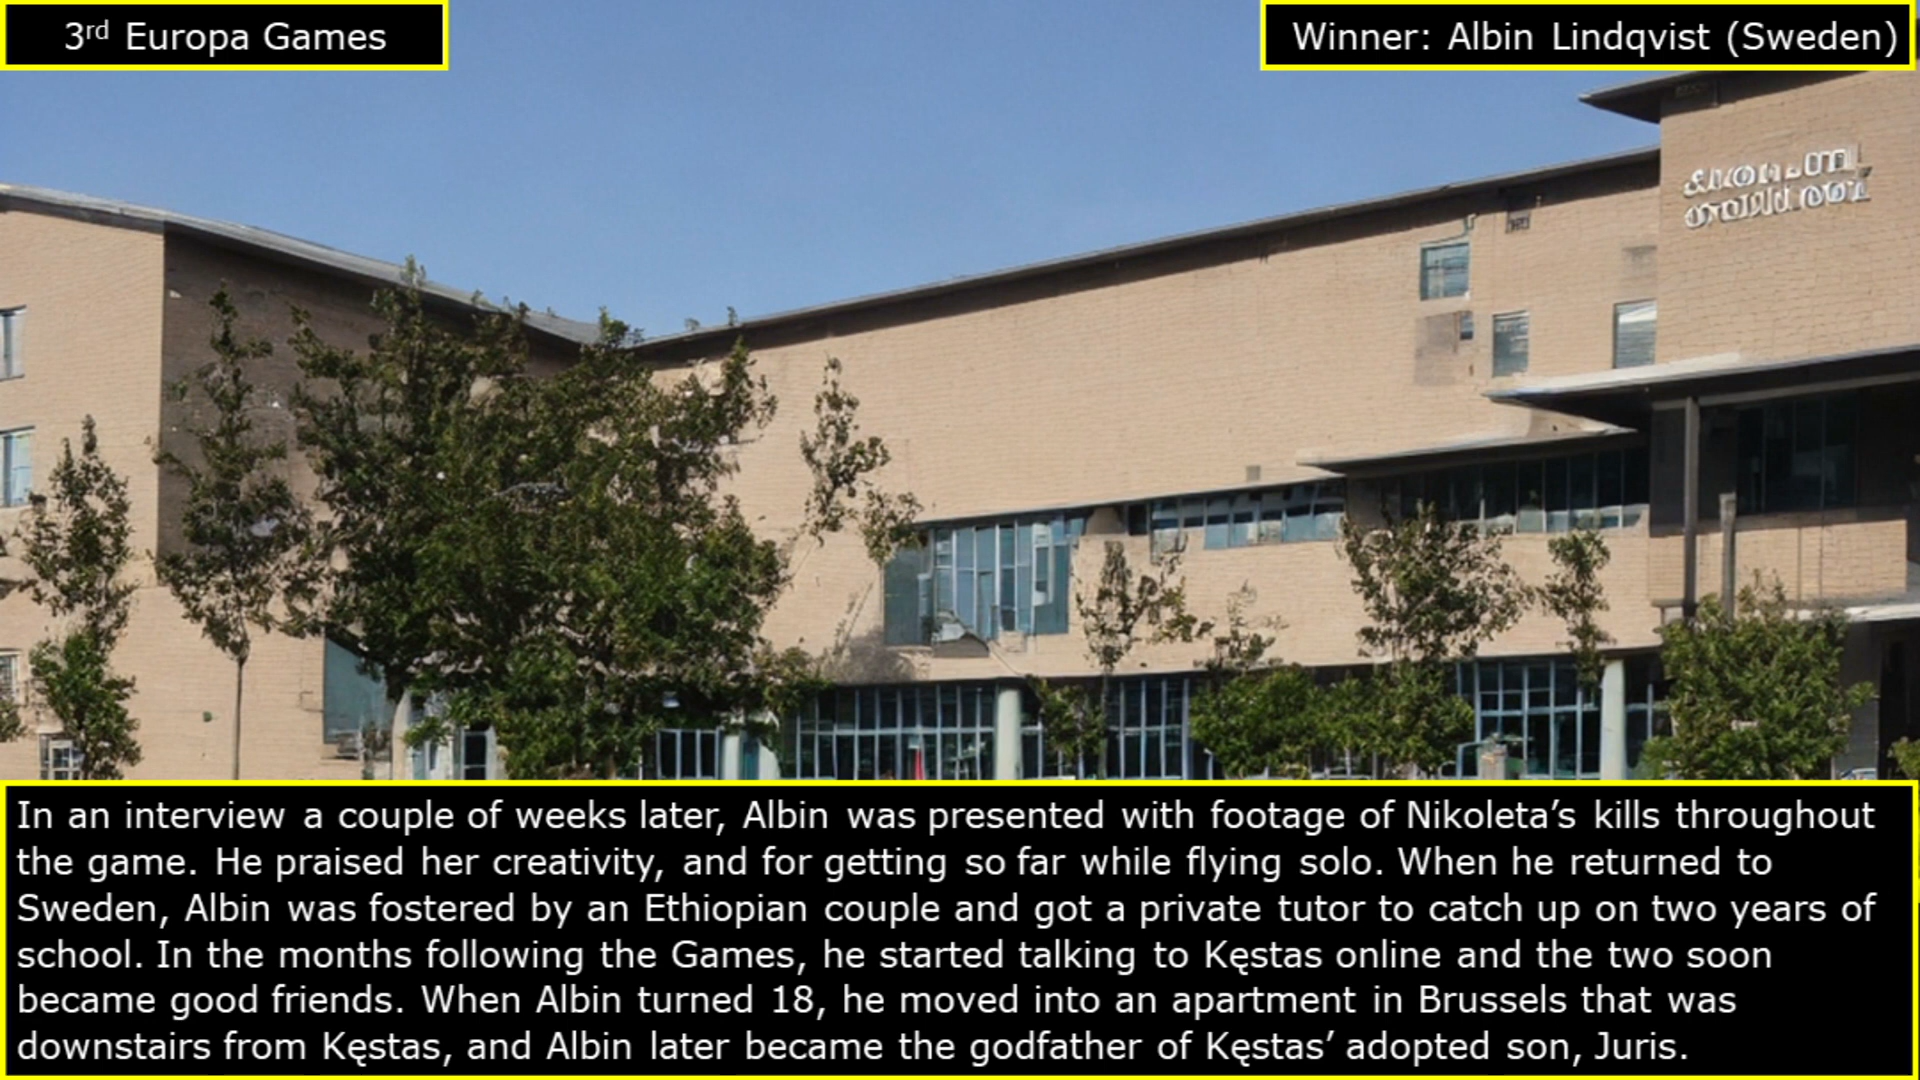 3rd Europa Games
Winner: Albin Lindqvist (Sweden)
In an interview a couple of weeks later, Albin was presented with footage of Nikoleta’s kills throughout
the game. He praised her creativity, and for getting so far while flying solo. When he returned to
Sweden, Albin was fostered by an Ethiopian couple and got a private tutor to catch up on two years of
school. In the months following the Games, he started talking to Kęstas online and the two soon
became good friends. When Albin turned 18, he moved into an apartment in Brussels that was
downstairs from Kęstas, and Albin later became the godfather of Kęstas’ adopted son, Juris.